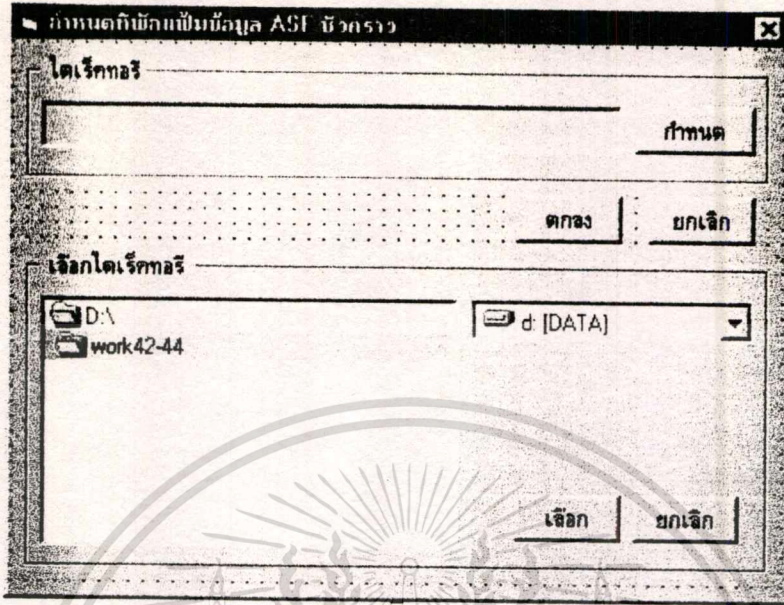 กำหนดที่พักแฟ้มข้อมูล ASF ชั่วคราว
ไดเร็คทอรี
กำหนด
ตกลง
ยกเลิก
เลือกไดเร็คทอรี
D:\
d: [DATA]
work42-44
เลือก
ยกเลิก